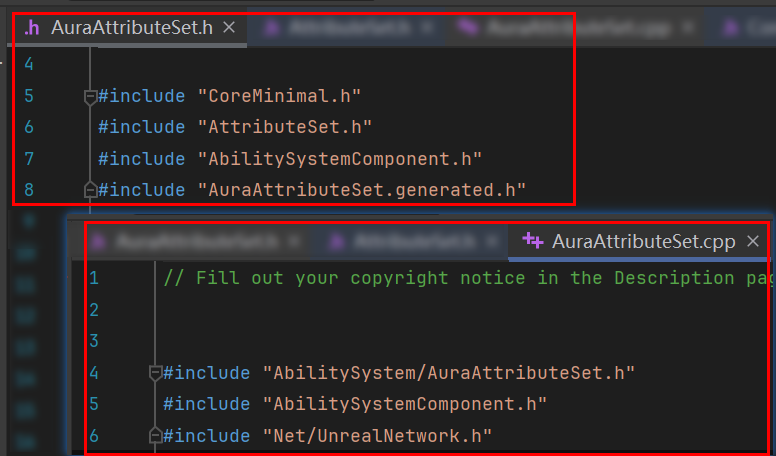 AuraAttributeSet.h
4
5 #include "CoreMinimal.h"
6 #include "AttributeSet.h"
7 #include "AbilitySystemComponent.h"
8 #include "AuraAttributeSet.generated.h"
AuraAttributeSet.cpp
1 // Fill out your copyright notice in the Description
2
3
4 #include "AbilitySystem/AuraAttributeSet.h"
5 #include "AbilitySystemComponent.h"
6 #include "Net/UnrealNetwork.h"